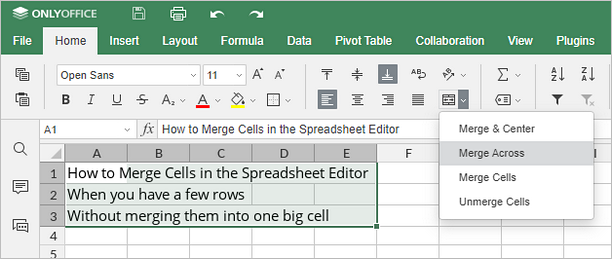 ONLYOFFICE
File Home Insert Layout Formula Data Pivot Table Collaboration View Plugins
Open Sans 11 A A A Z Z A
B I U S A₂ A
A1 fx How to Merge Cells in the Spreadsheet Editor
Merge & Center
Merge Across
Merge Cells
Unmerge Cells
A B C D E F I
1 How to Merge Cells in the Spreadsheet Editor
2 When you have a few rows
3 Without merging them into one big cell
4
5